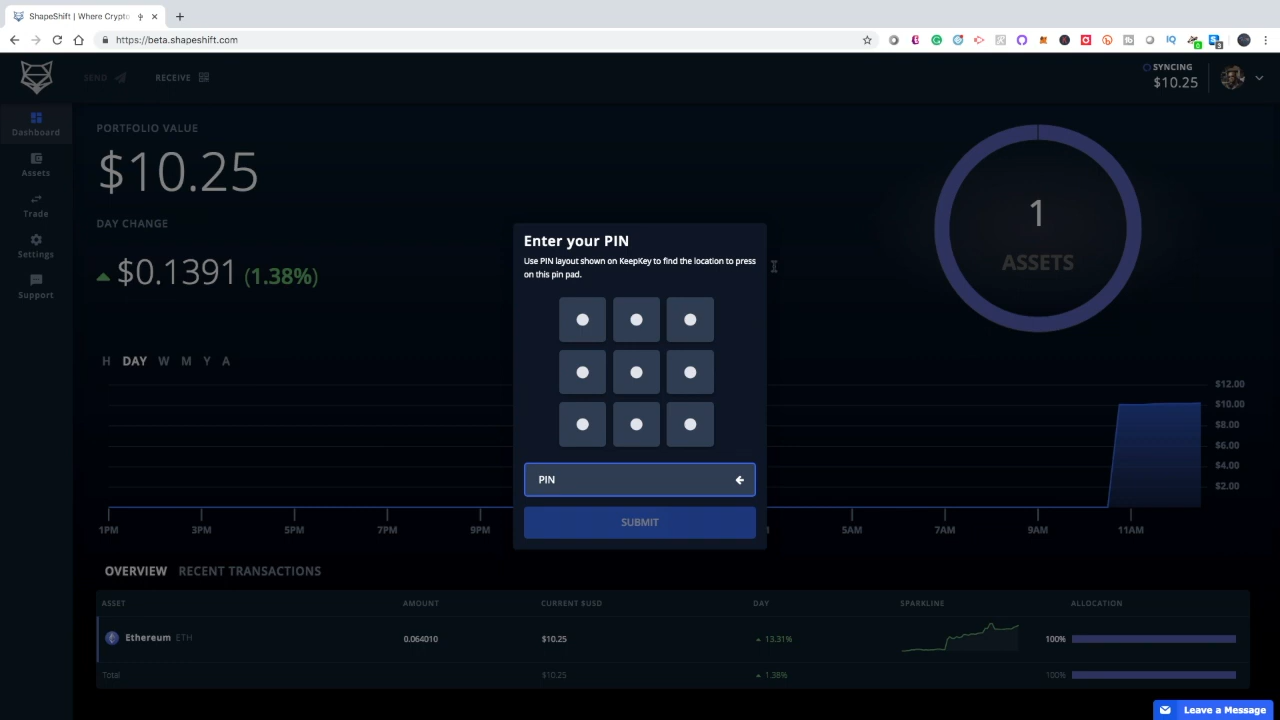 ShapeShift | Where Crypto
https://beta.shapeshift.com
SEND
RECEIVE
SYNCING
$10.25
Dashboard
Assets
Trade
Settings
Support
PORTFOLIO VALUE
$10.25
DAY CHANGE
$0.1391 (1.38%)
1
ASSETS
Enter your PIN
Use PIN layout shown on KeepKey to find the location to press
on this pin pad.
PIN
SUBMIT
H DAY W M Y A
$12.00
$10.00
$8.00
$6.00
$4.00
$2.00
1PM 3PM 5PM 7PM 9PM 5AM 7AM 9AM 11AM
OVERVIEW RECENT TRANSACTIONS
ASSET AMOUNT CURRENT $USD DAY SPARKLINE ALLOCATION
Ethereum ETH 0.064010 $10.25 13.31% 100%
Total $10.25 1.38% 100%
Leave a Message